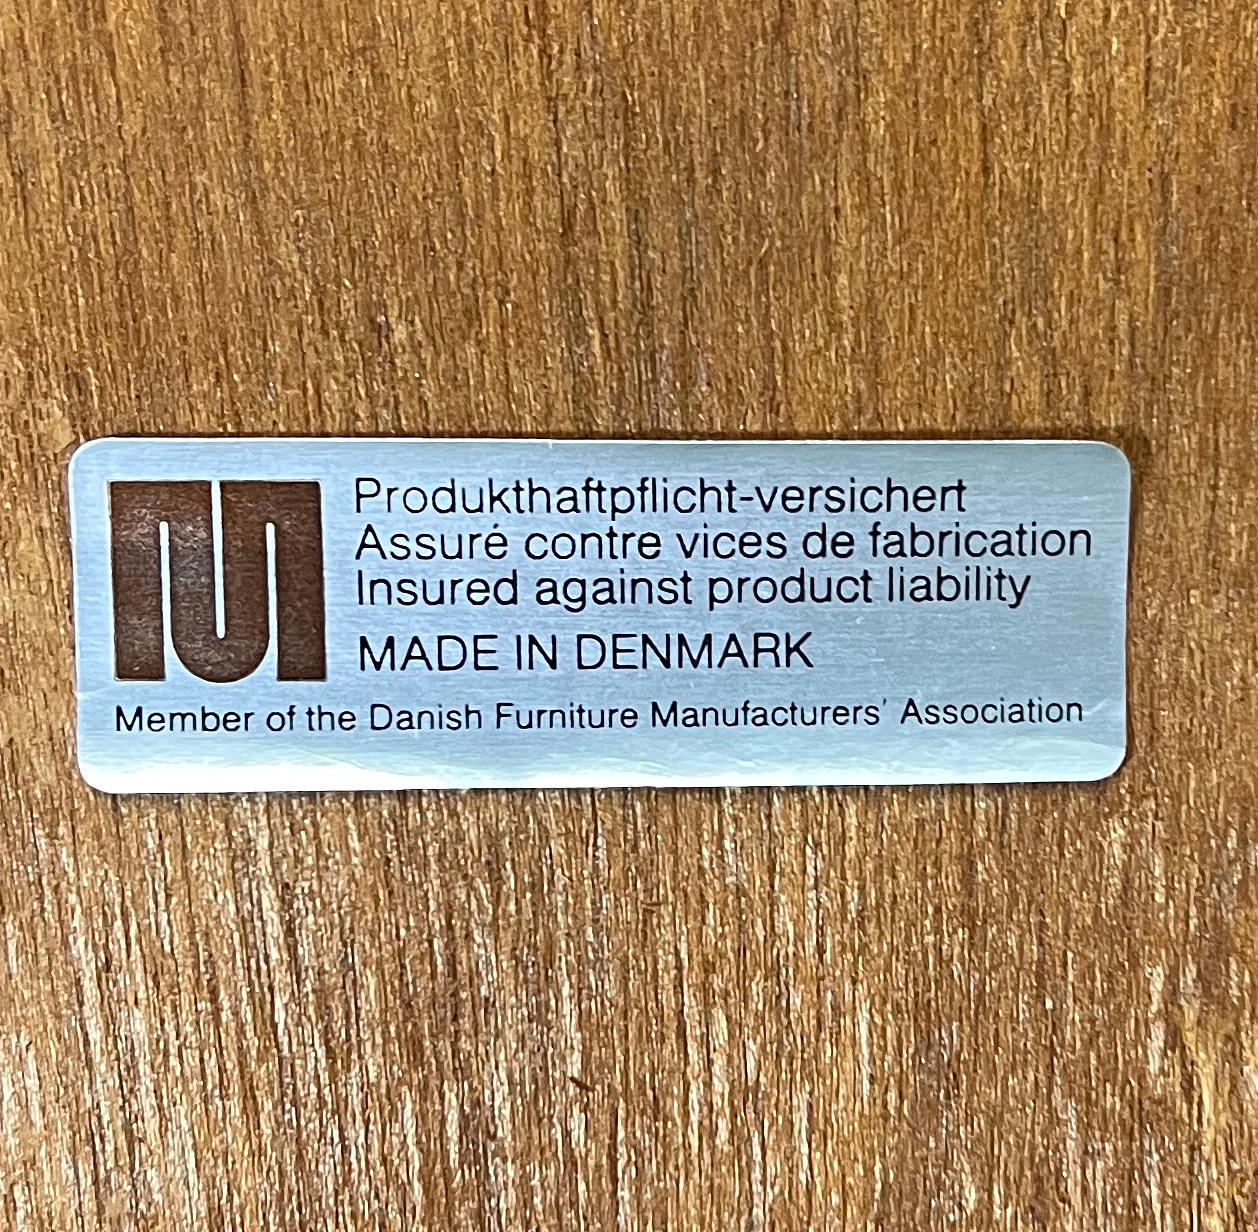 Produkthaftpflicht-versichert
Assuré contre vices de fabrication
Insured against product liability
MADE IN DENMARK
Member of the Danish Furniture Manufacturers' Association